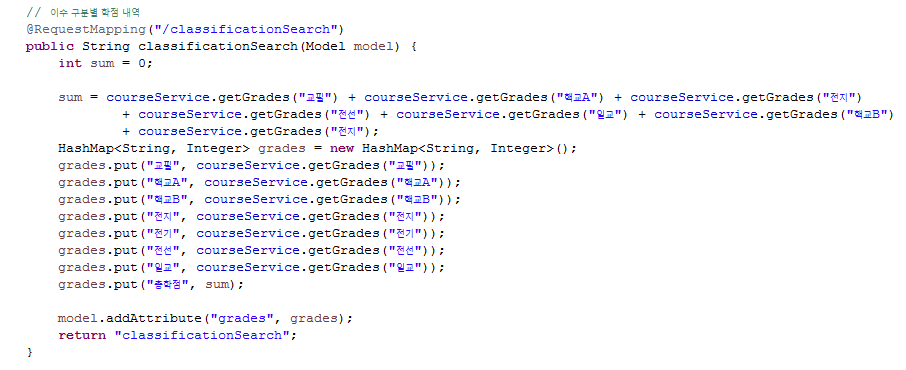 // 이수 구분별 학점 내역
@RequestMapping("/classificationSearch")
public String classificationSearch(Model model) {
int sum = 0;
sum = courseService.getGrades("교필") + courseService.getGrades("핵교A") + courseService.getGrades("전지")
+ courseService.getGrades("전선") + courseService.getGrades("일교") + courseService.getGrades("핵교B")
+ courseService.getGrades("전지");
HashMap<String, Integer> grades = new HashMap<String, Integer>();
grades.put("교필", courseService.getGrades("교필"));
grades.put("핵교A", courseService.getGrades("핵교A"));
grades.put("핵교B", courseService.getGrades("핵교B"));
grades.put("전지", courseService.getGrades("전지"));
grades.put("전기", courseService.getGrades("전기"));
grades.put("전선", courseService.getGrades("전선"));
grades.put("일교", courseService.getGrades("일교"));
grades.put("총학점", sum);
model.addAttribute("grades", grades);
return "classificationSearch";
}